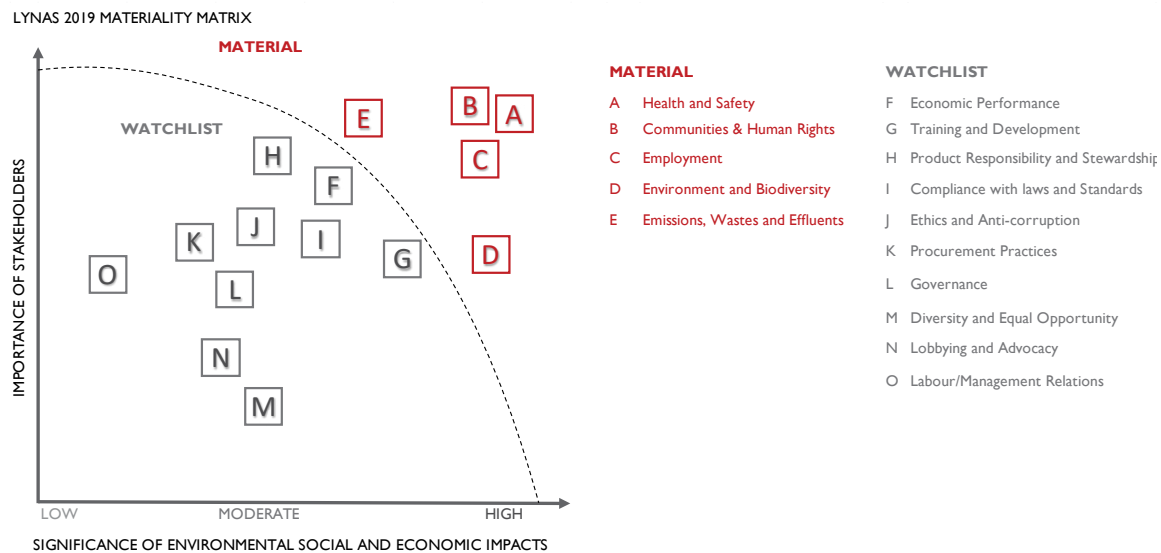 LYNAS 2019 MATERIALITY MATRIX
MATERIAL
WATCHLIST
IMPORTANCE OF STAKEHOLDERS
B
A
E
C
H
F
J
K
I
G
D
O
L
N
M
LOW MODERATE HIGH
SIGNIFICANCE OF ENVIRONMENTAL SOCIAL AND ECONOMIC IMPACTS
MATERIAL
A Health and Safety
B Communities & Human Rights
C Employment
D Environment and Biodiversity
E Emissions, Wastes and Effluents
WATCHLIST
F Economic Performance
G Training and Development
H Product Responsibility and Stewardship
I Compliance with laws and Standards
J Ethics and Anti-corruption
K Procurement Practices
L Governance
M Diversity and Equal Opportunity
N Lobbying and Advocacy
O Labour/Management Relations